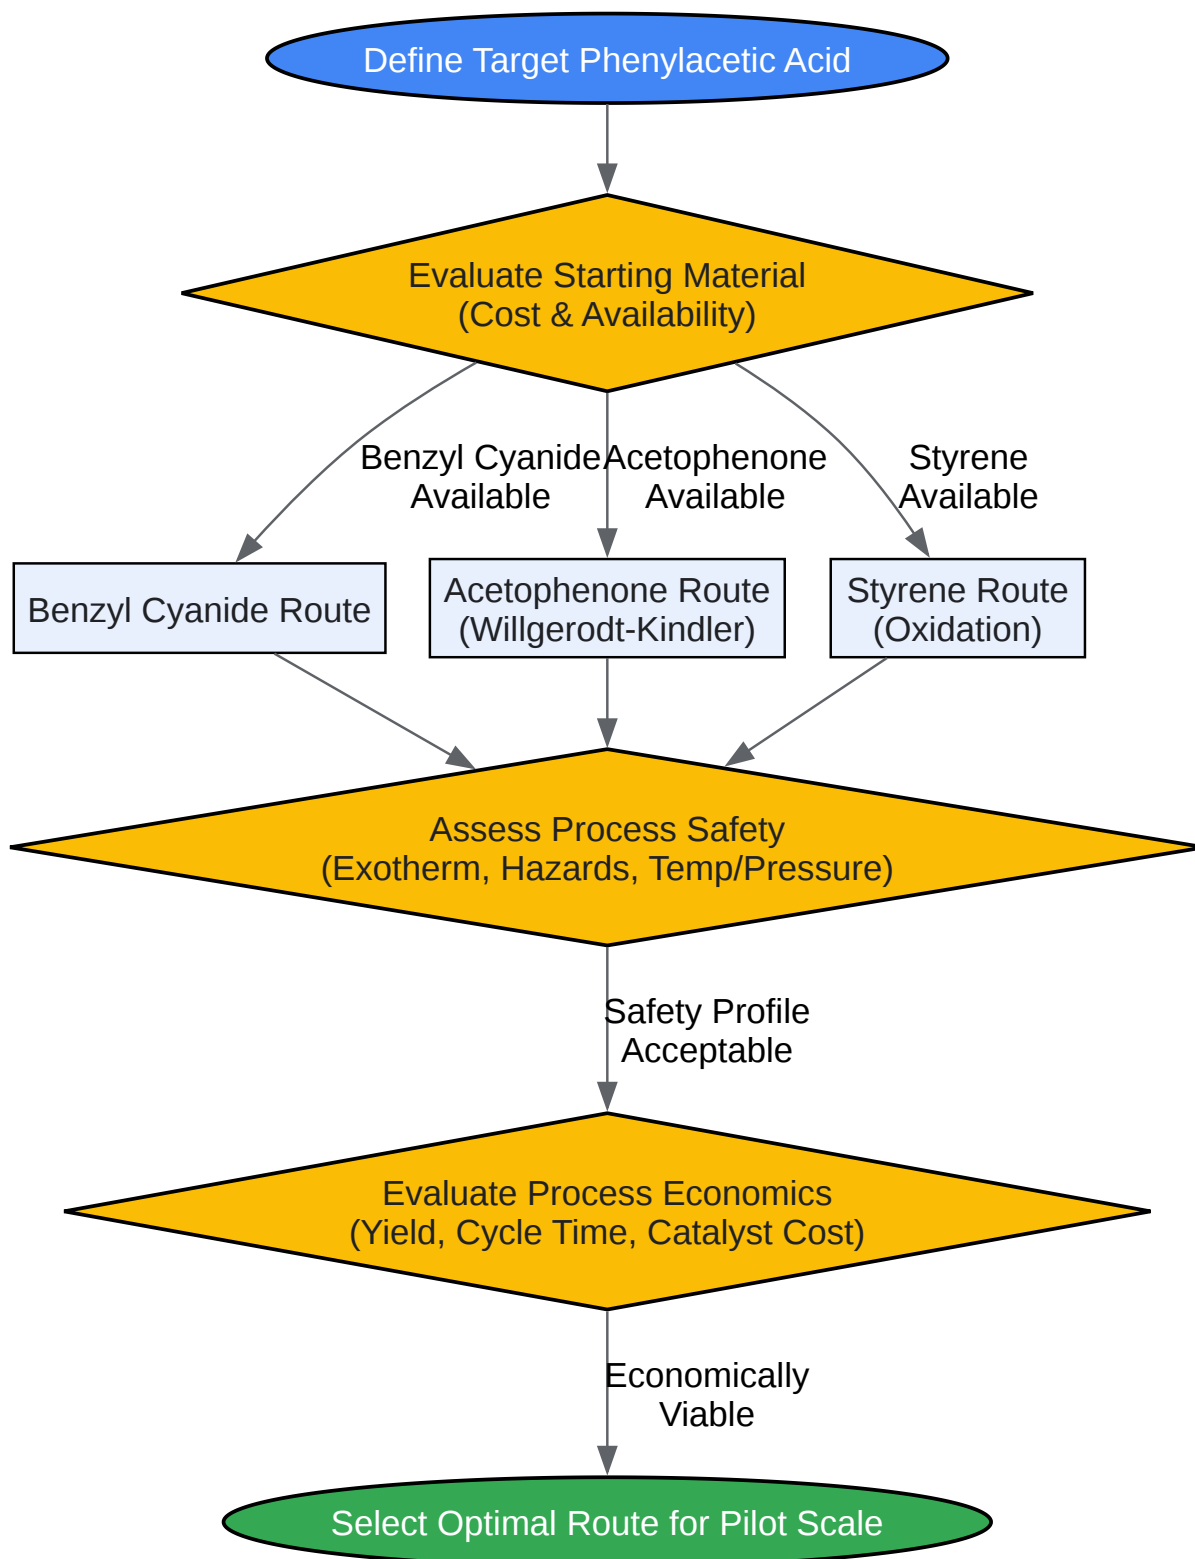 Define Target Phenylacetic Acid
Evaluate Starting Material
(Cost & Availability)
Benzyl Cyanide
Available
Acetophenone
Available
Styrene
Available
Benzyl Cyanide Route
Acetophenone Route
(Willgerodt-Kindler)
Styrene Route
(Oxidation)
Assess Process Safety
(Exotherm, Hazards, Temp/Pressure)
Safety Profile
Acceptable
Evaluate Process Economics
(Yield, Cycle Time, Catalyst Cost)
Economically
Viable
Select Optimal Route for Pilot Scale